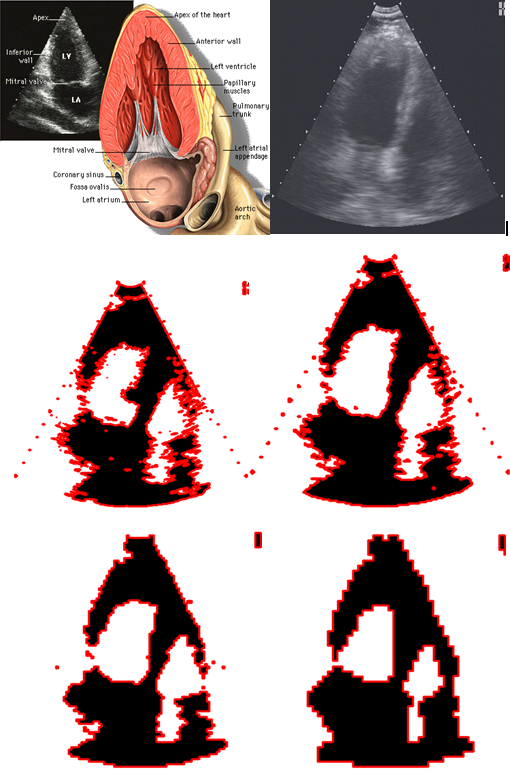 Apex
Inferior
wall
LV
Mitral valve
LA
Apex of the heart
Anterior wall
Left ventricle
Papillary
muscles
Pulmonary
trunk
Mitral valve
Left atrial
appendage
Coronary sinus
Fossa ovalis
Left atrium
Aortic
arch